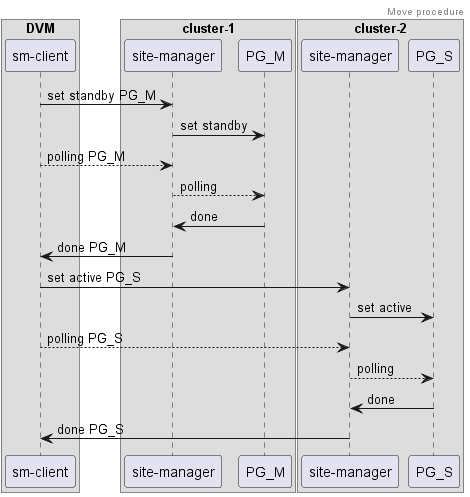 Move procedure
DVM
cluster-1
cluster-2
sm-client
site-manager
PG_M
site-manager
PG_S
set standby PG_M
set standby
polling PG_M
polling
done
done PG_M
set active PG_S
set active
polling PG_S
polling
done
done PG_S
sm-client
site-manager
PG_M
site-manager
PG_S